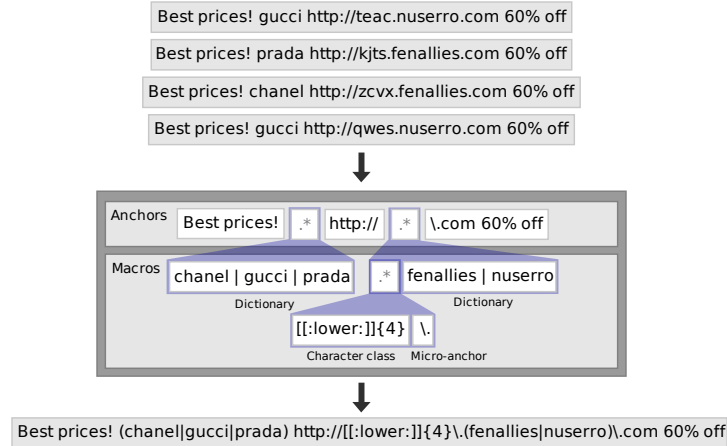 Best prices! gucci http://teac.nuserro.com 60% off
Best prices! prada http://kjts.fenallies.com 60% off
Best prices! chanel http://zcvx.fenallies.com 60% off
Best prices! gucci http://qwes.nuserro.com 60% off
Anchors Best prices! .* http:// .* \.com 60% off
Macros chanel | gucci | prada .* fenallies | nuserro
Dictionary Dictionary
[[:lower:]]{4} \.
Character class Micro-anchor
Best prices! (chanel|gucci|prada) http://[[:lower:]]{4}\.(fenallies|nuserro)\.com 60% off